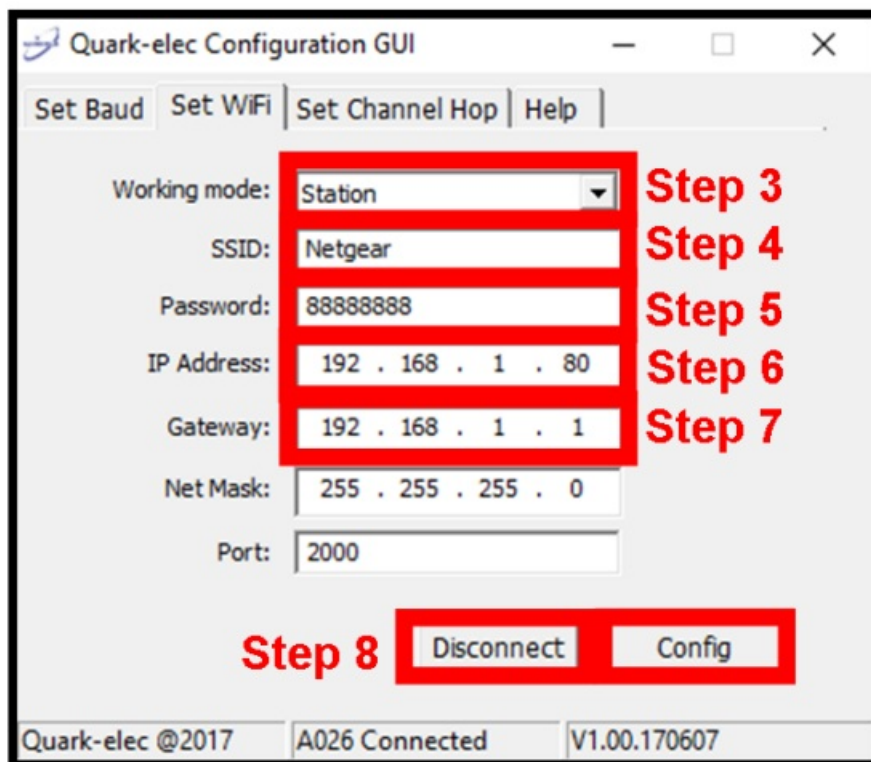 Quark-elec Configuration GUI
Set Baud Set WiFi Set Channel Hop Help
Working mode: Station Step 3
SSID: Netgear Step 4
Password: 88888888 Step 5
IP Address: 192 . 168 . 1 . 80 Step 6
Gateway: 192 . 168 . 1 . 1 Step 7
Net Mask: 255 . 255 . 255 . 0
Port: 2000
Step 8 Disconnect Config
Quark-elec @2017 A026 Connected V1.00.170607